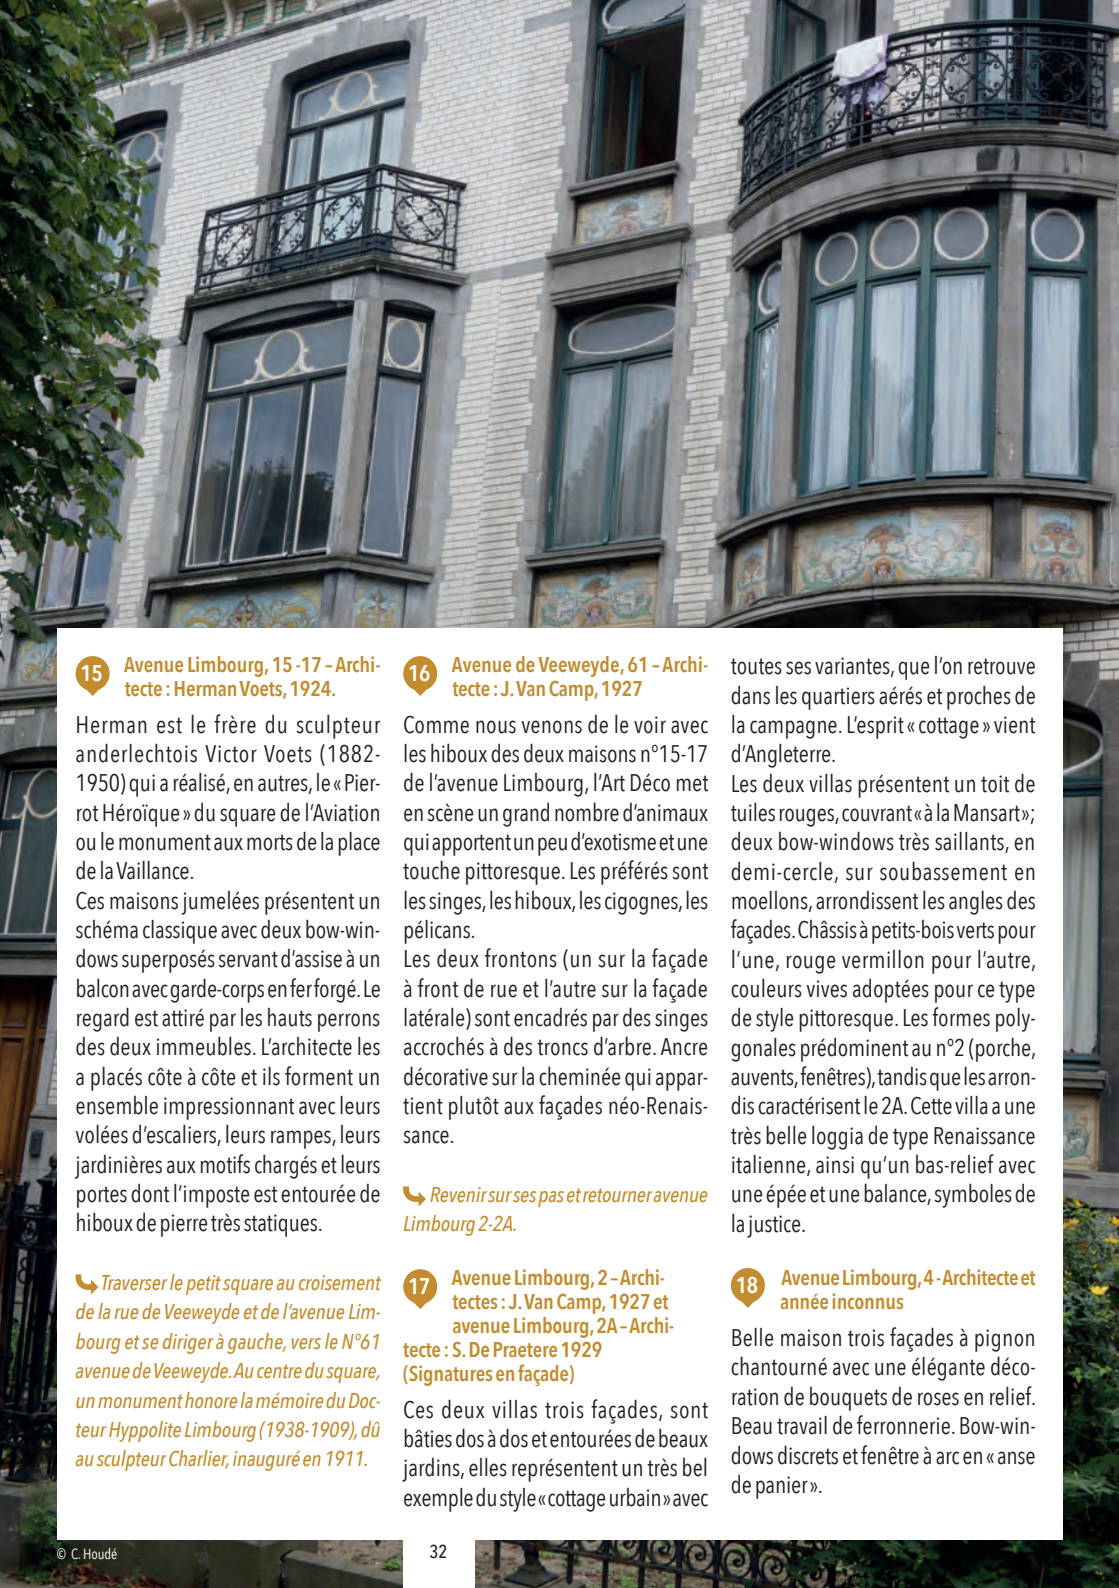 15 Avenue Limbourg, 15 -17 – Archi-
tecte : Herman Voets, 1924.
Herman est le frère du sculpteur
anderlechtois Victor Voets (1882-
1950) qui a réalisé, en autres, le « Pier-
rot Héroïque » du square de l’Aviation
ou le monument aux morts de la place
de la Vaillance.
Ces maisons jumelées présentent un
schéma classique avec deux bow-win-
dows superposés servant d’assise à un
balcon avec garde-corps en fer forgé. Le
regard est attiré par les hauts perrons
des deux immeubles. L’architecte les
a placés côte à côte et ils forment un
ensemble impressionnant avec leurs
volées d’escaliers, leurs rampes, leurs
jardinières aux motifs chargés et leurs
portes dont l’imposte est entourée de
hiboux de pierre très statiques.
Traverser le petit square au croisement
de la rue de Veeweyde et de l’avenue Lim-
bourg et se diriger à gauche, vers le N°61
avenue de Veeweyde. Au centre du square,
un monument honore la mémoire du Doc-
teur Hyppolite Limbourg (1938-1909), dû
au sculpteur Charlier, inauguré en 1911.
16 Avenue de Veeweyde, 61 – Archi-
tecte : J. Van Camp, 1927
Comme nous venons de le voir avec
les hiboux des deux maisons n°15-17
de l’avenue Limbourg, l’Art Déco met
en scène un grand nombre d’animaux
qui apportent un peu d’exotisme et une
touche pittoresque. Les préférés sont
les singes, les hiboux, les cigognes, les
pélicans.
Les deux frontons (un sur la façade
à front de rue et l’autre sur la façade
latérale) sont encadrés par des singes
accrochés à des troncs d’arbre. Ancre
décorative sur la cheminée qui appar-
tient plutôt aux façades néo-Renais-
sance.
Revenir sur ses pas et retourner avenue
Limbourg 2-2A.
17 Avenue Limbourg, 2 – Archi-
tectes : J. Van Camp, 1927 et
avenue Limbourg, 2A – Archi-
tecte : S. De Praetere 1929
(Signatures en façade)
Ces deux villas trois façades, sont
bâties dos à dos et entourées de beaux
jardins, elles représentent un très bel
exemple du style « cottage urbain » avec
toutes ses variantes, que l’on retrouve
dans les quartiers aérés et proches de
la campagne. L’esprit « cottage » vient
d’Angleterre.
Les deux villas présentent un toit de
tuiles rouges, couvrant « à la Mansart » ;
deux bow-windows très saillants, en
demi-cercle, sur soubassement en
moellons, arrondissent les angles des
façades. Châssis à petits-bois verts pour
l’une, rouge vermillon pour l’autre,
couleurs vives adoptées pour ce type
de style pittoresque. Les formes poly-
gonales prédominent au n°2 (porche,
auvents, fenêtres), tandis que les arron-
dis caractérisent le 2A. Cette villa a une
très belle loggia de type Renaissance
italienne, ainsi qu’un bas-relief avec
une épée et une balance, symboles de
la justice.
18 Avenue Limbourg, 4 - Architecte et
année inconnus
Belle maison trois façades à pignon
chantourné avec une élégante déco-
ration de bouquets de roses en relief.
Beau travail de ferronnerie. Bow-win-
dows discrets et fenêtre à arc en « anse
de panier ».
© C. Houdé
32